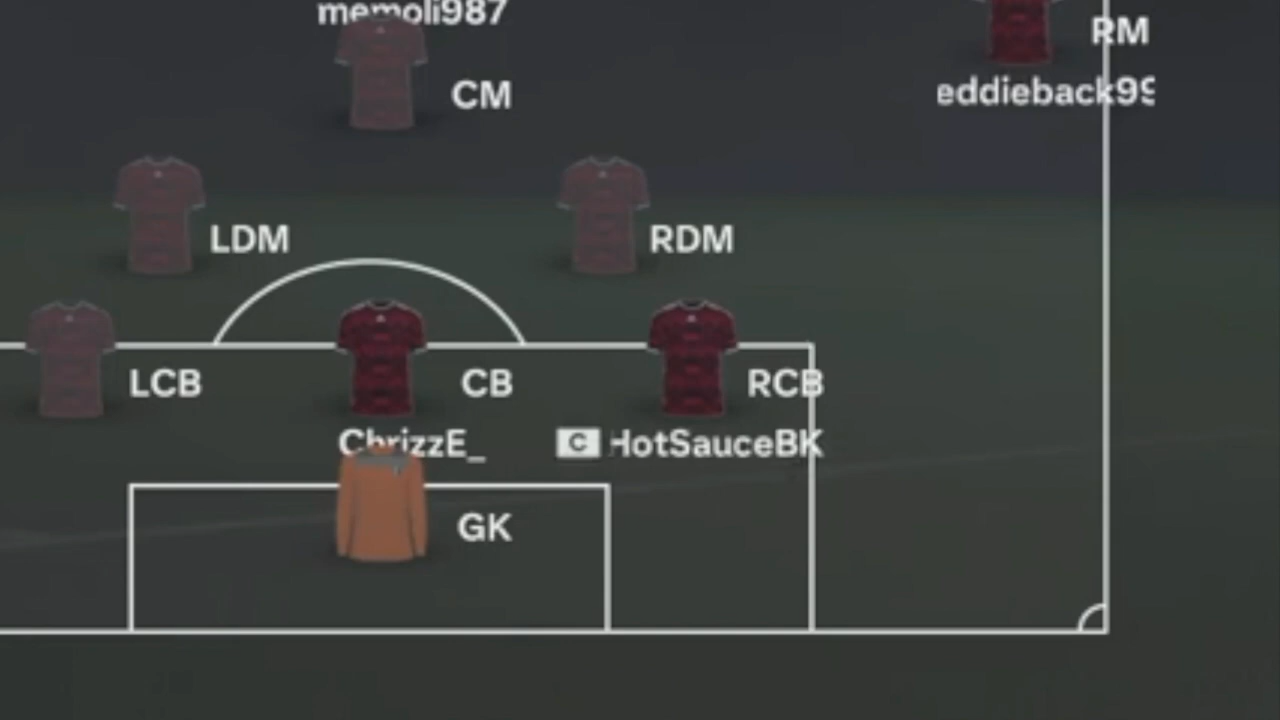 memoli987
RM
CM
eddieback99
LDM
RDM
LCB
CB
RCB
ChrizzE_
C HotSauceBK
GK